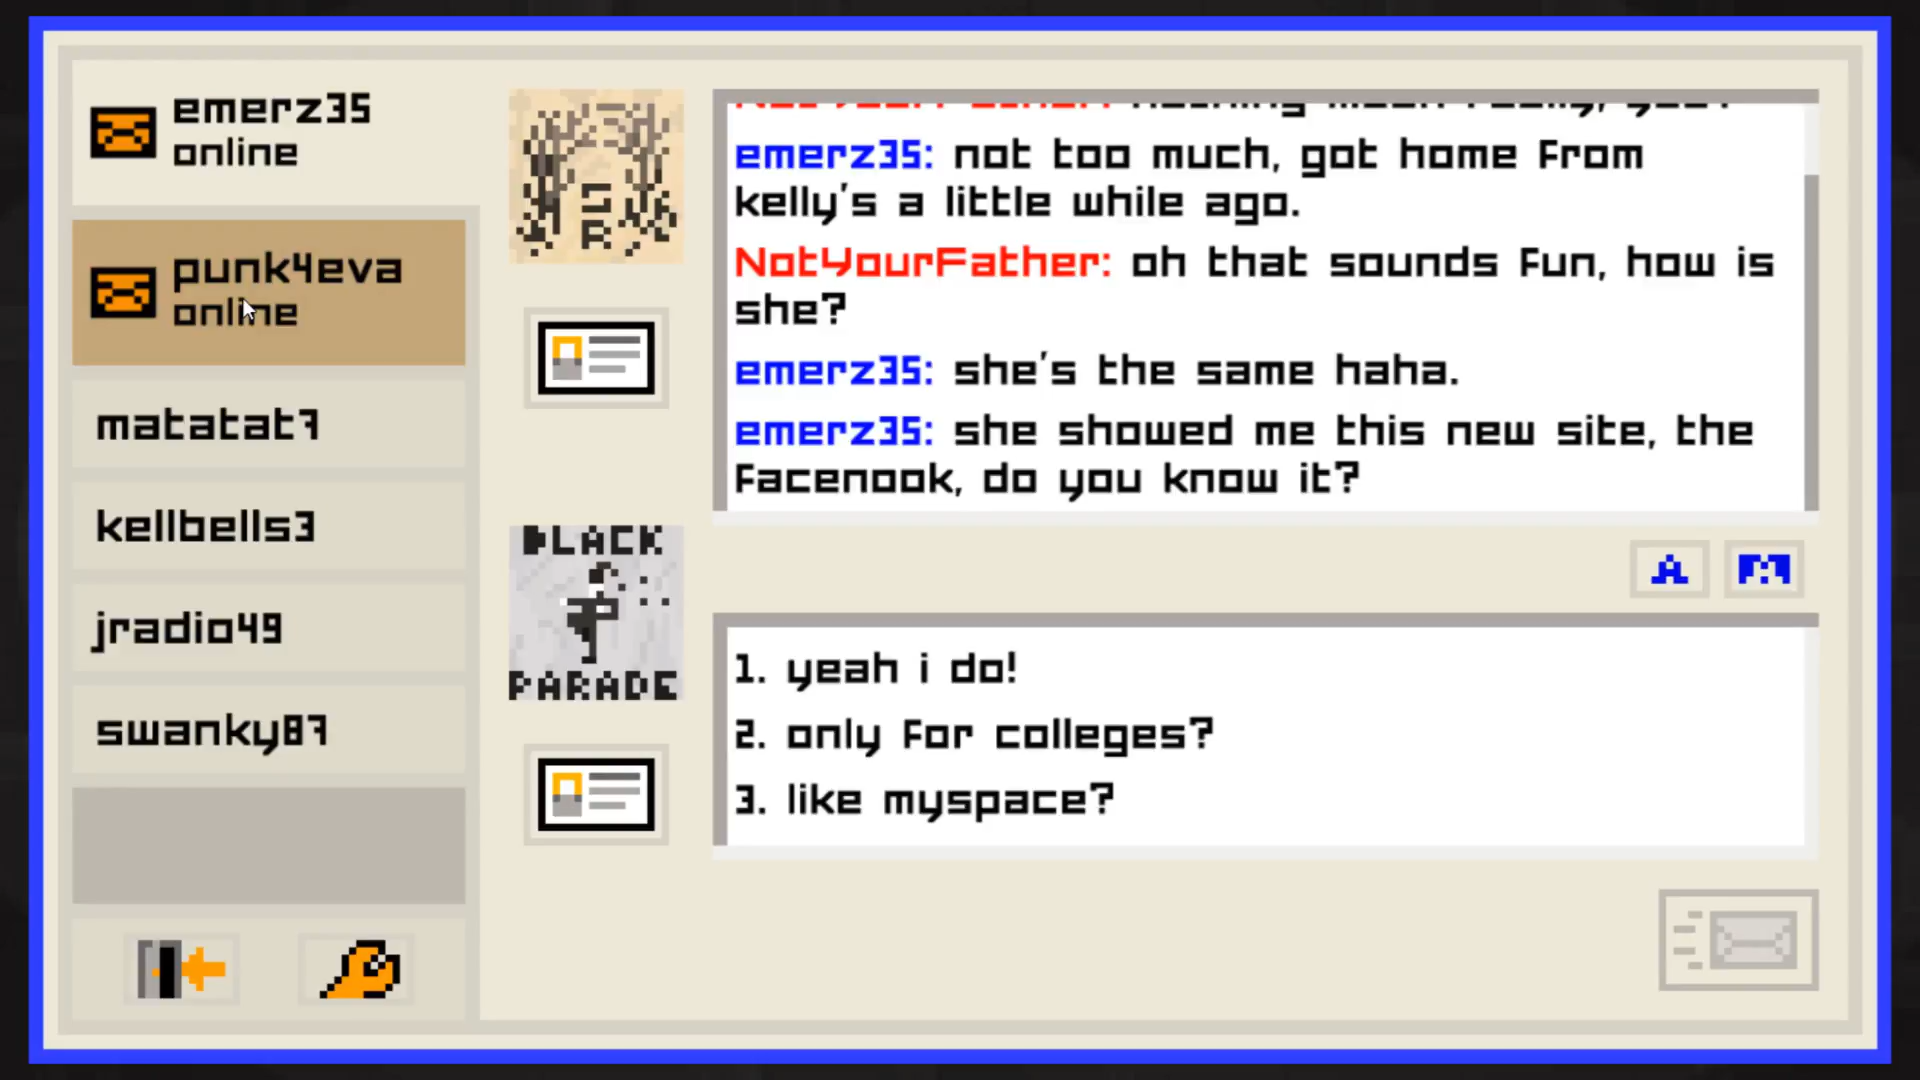 emerz35
online
punk4eva
online
matatat7
kellbells3
jradio49
swanky87
emerz35: not too much, got home from
kelly's a little while ago.
NotYourFather: oh that sounds fun, how is
she?
emerz35: she's the same haha.
emerz35: she showed me this new site, the
facenook, do you know it?
BLACK
PARADE
A
1. yeah i do!
2. only for colleges?
3. like myspace?